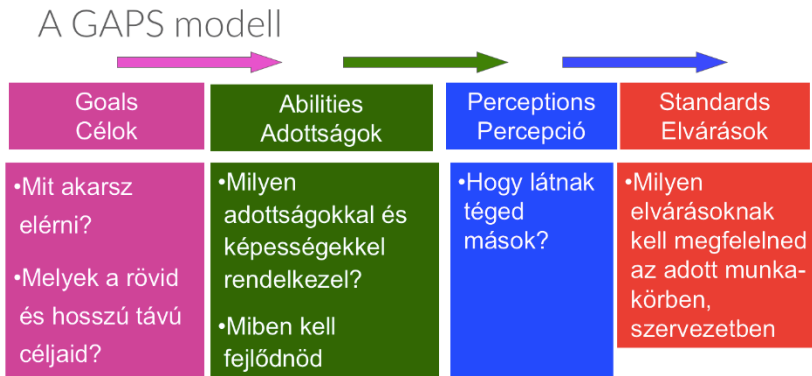 A GAPS modell
Goals
Célok
Abilities
Adottságok
Perceptions
Percepció
Standards
Elvárások
•Mit akarsz
elérni?
•Melyek a rövid
és hosszú távú
céljaid?
•Milyen
adottságokkal és
képességekkel
rendelkezel?
•Miben kell
fejlődnöd
•Hogy látnak
téged
mások?
•Milyen
elvárásoknak
kell megfelelned
az adott munka-
körben,
szervezetben